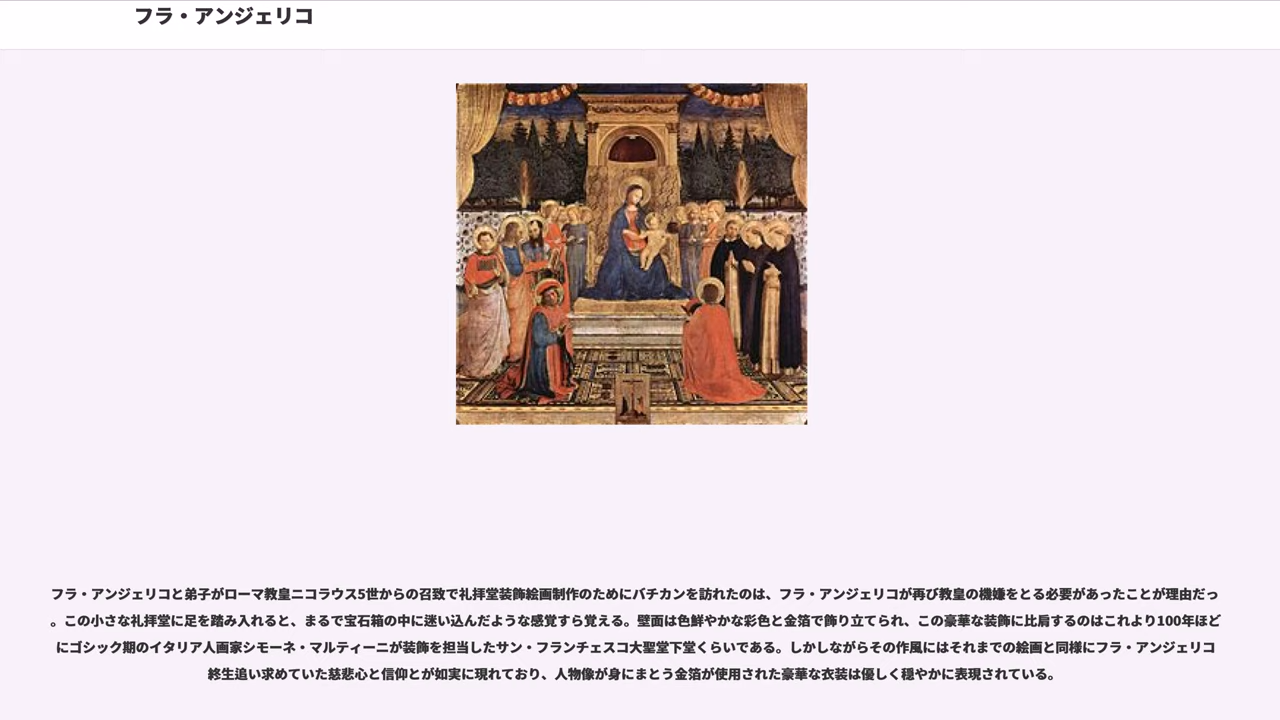 フラ・アンジェリコ
フラ・アンジェリコと弟子がローマ教皇ニコラウス5世からの召致で礼拝堂装飾絵画制作のためにバチカンを訪れたのは、フラ・アンジェリコが再び教皇の機嫌をとる必要があったことが理由だっ
。この小さな礼拝堂に足を踏み入れると、まるで宝石箱の中に迷い込んだような感覚すら覚える。壁面は色鮮やかな彩色と金箔で飾り立てられ、この豪華な装飾に比肩するのはこれより100年ほど
にゴシック期のイタリア人画家シモーネ・マルティーニが装飾を担当したサン・フランチェスコ大聖堂下堂くらいである。しかしながらその作風にはそれまでの絵画と同様にフラ・アンジェリコ
終生追い求めていた慈悲心と信仰とが如実に現れており、人物像が身にまとう金箔が使用された豪華な衣装は優しく穏やかに表現されている。